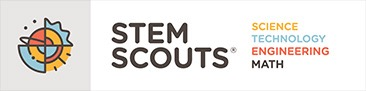 STEM
SCOUTS®
SCIENCE
TECHNOLOGY
ENGINEERING
MATH